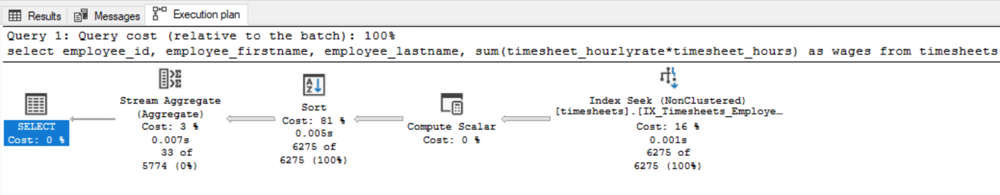 Results Messages Execution plan
Query 1: Query cost (relative to the batch): 100%
select employee_id, employee_firstname, employee_lastname, sum(timesheet_hourlyrate*timesheet_hours) as wages from timesheets
SELECT
Cost: 0 %
Stream Aggregate
(Aggregate)
Cost: 3 %
0.007s
33 of
5774 (0%)
Sort
Cost: 81 %
0.005s
6275 of
6275 (100%)
Compute Scalar
Cost: 0 %
Index Seek (NonClustered)
[timesheets].[IX_Timesheets_Employe…
Cost: 16 %
0.001s
6275 of
6275 (100%)